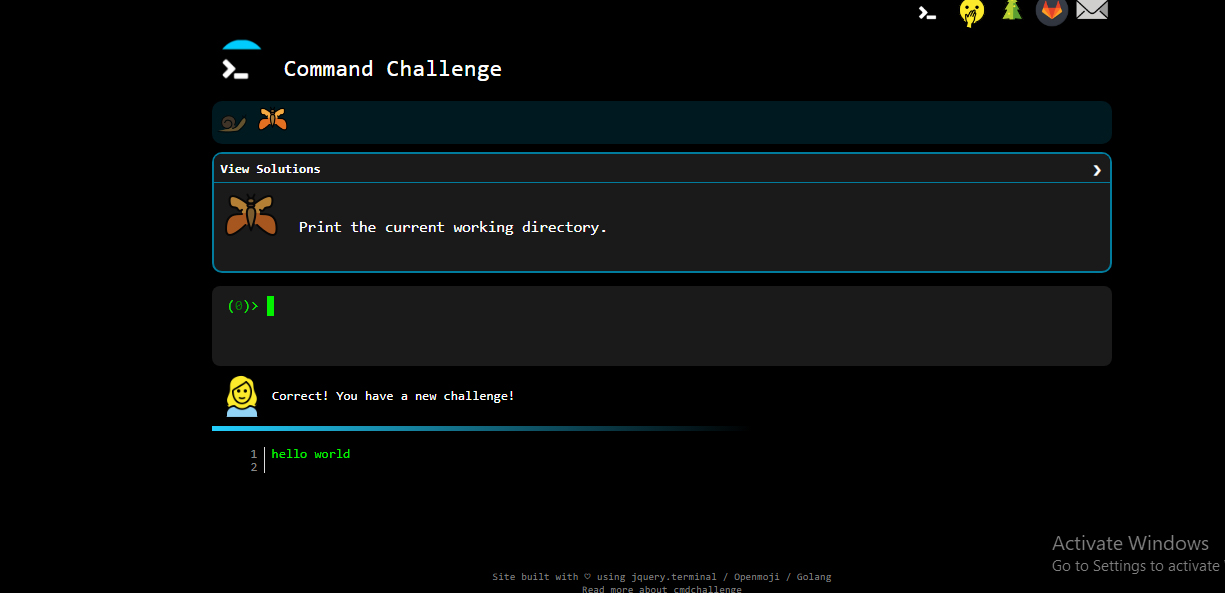 Command Challenge
View Solutions
Print the current working directory.
(0)>
Correct! You have a new challenge!
1 hello world
2
Activate Windows
Go to Settings to activate
Site built with ♡ using jquery.terminal / Openmoji / Golang
Read more about cmdchallenge